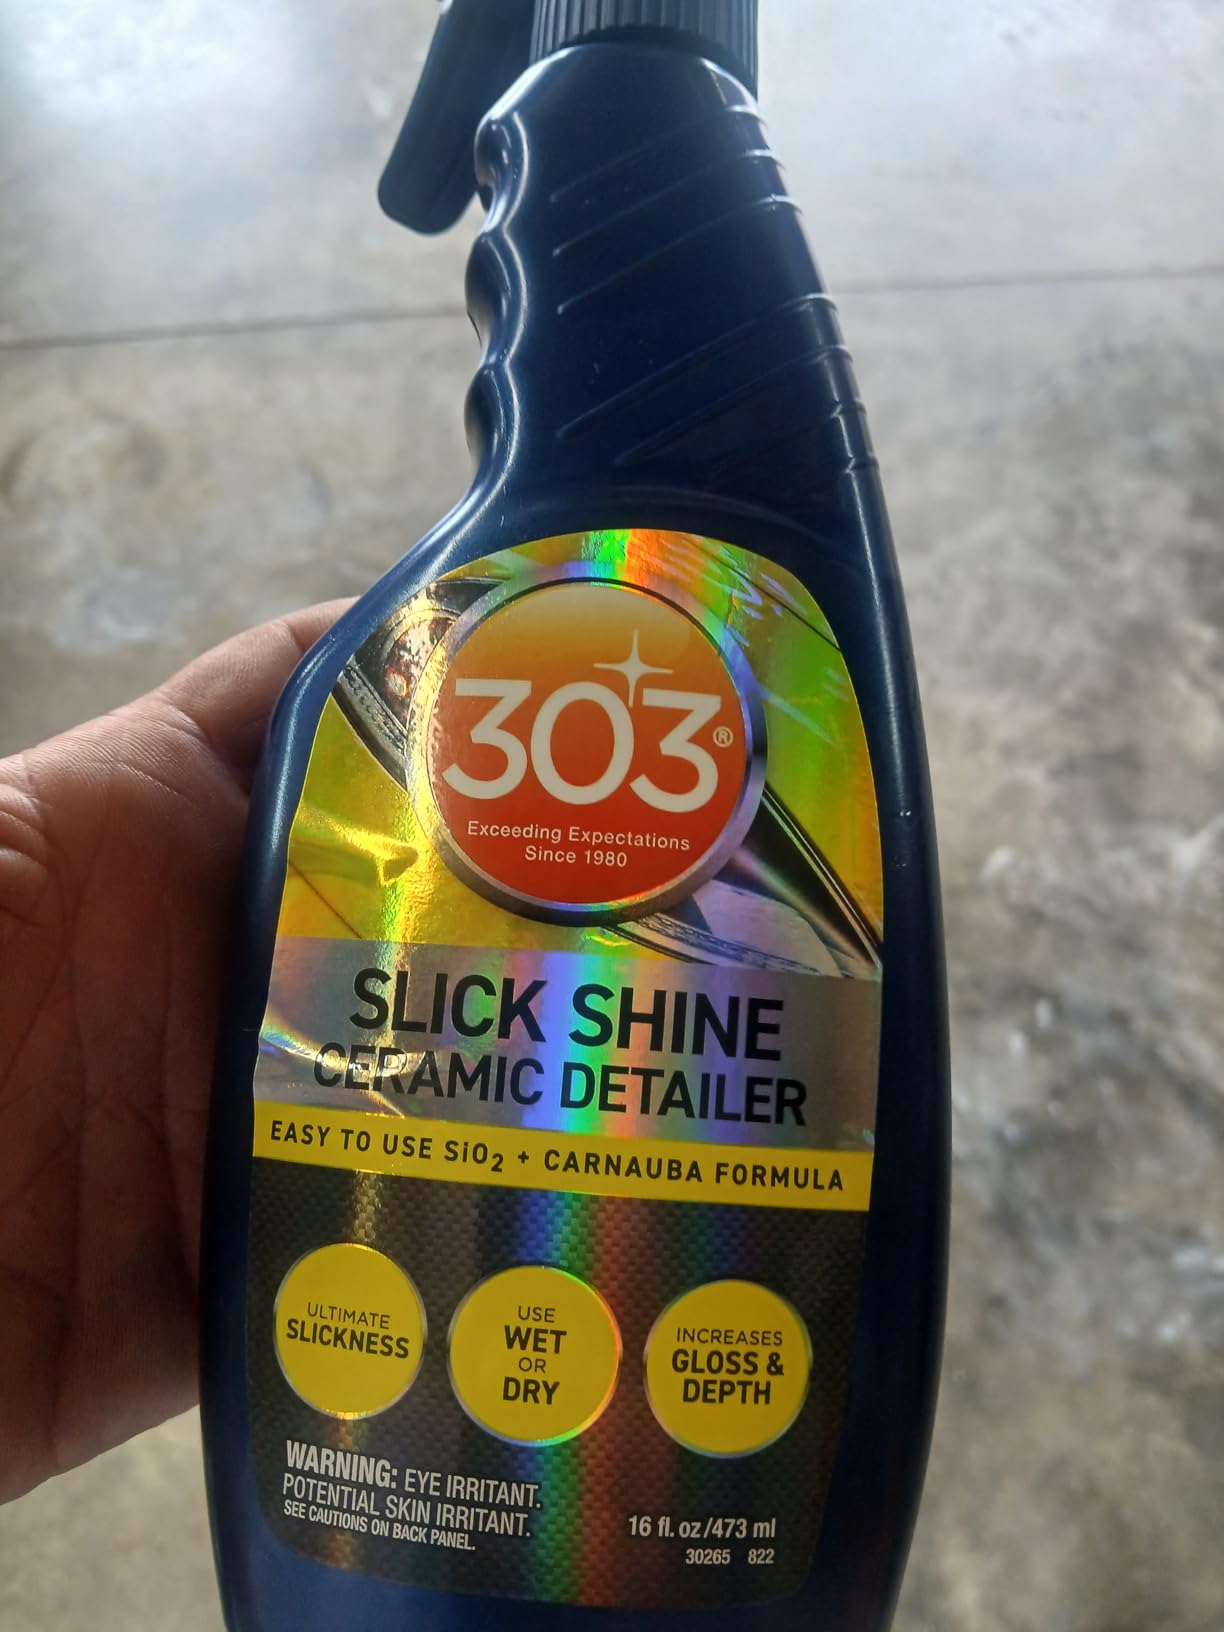 303®
Exceeding Expectations
Since 1980
SLICK SHINE
CERAMIC DETAILER
EASY TO USE SiO₂ + CARNAUBA FORMULA
ULTIMATE
SLICKNESS
USE
WET
OR
DRY
INCREASES
GLOSS &
DEPTH
WARNING: EYE IRRITANT.
POTENTIAL SKIN IRRITANT.
SEE CAUTIONS ON BACK PANEL.
16 fl. oz/473 ml
30265 822